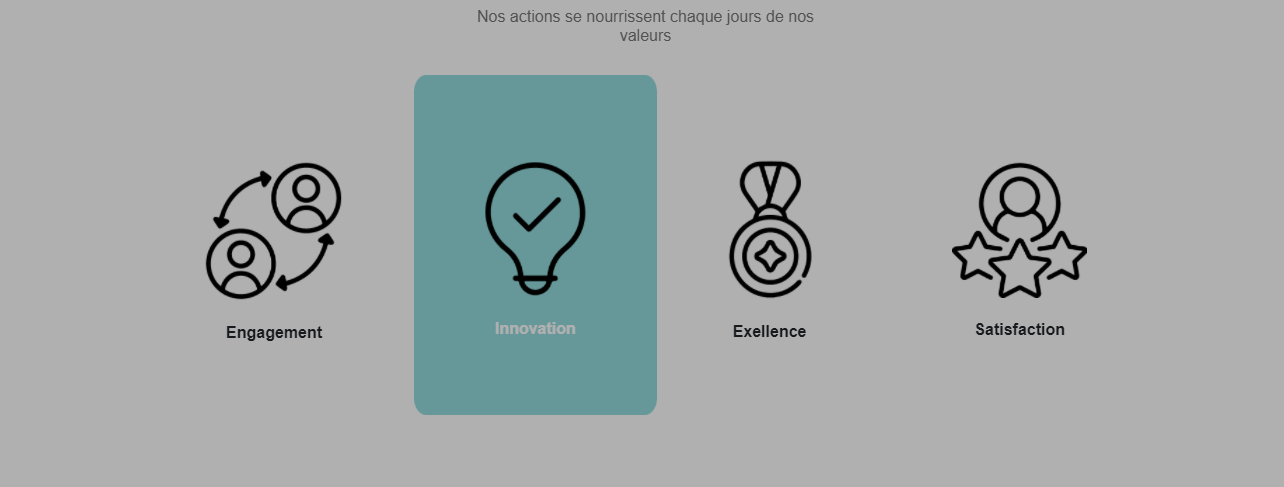 Nos actions se nourrissent chaque jours de nos
valeurs
Engagement
Innovation
Exellence
Satisfaction